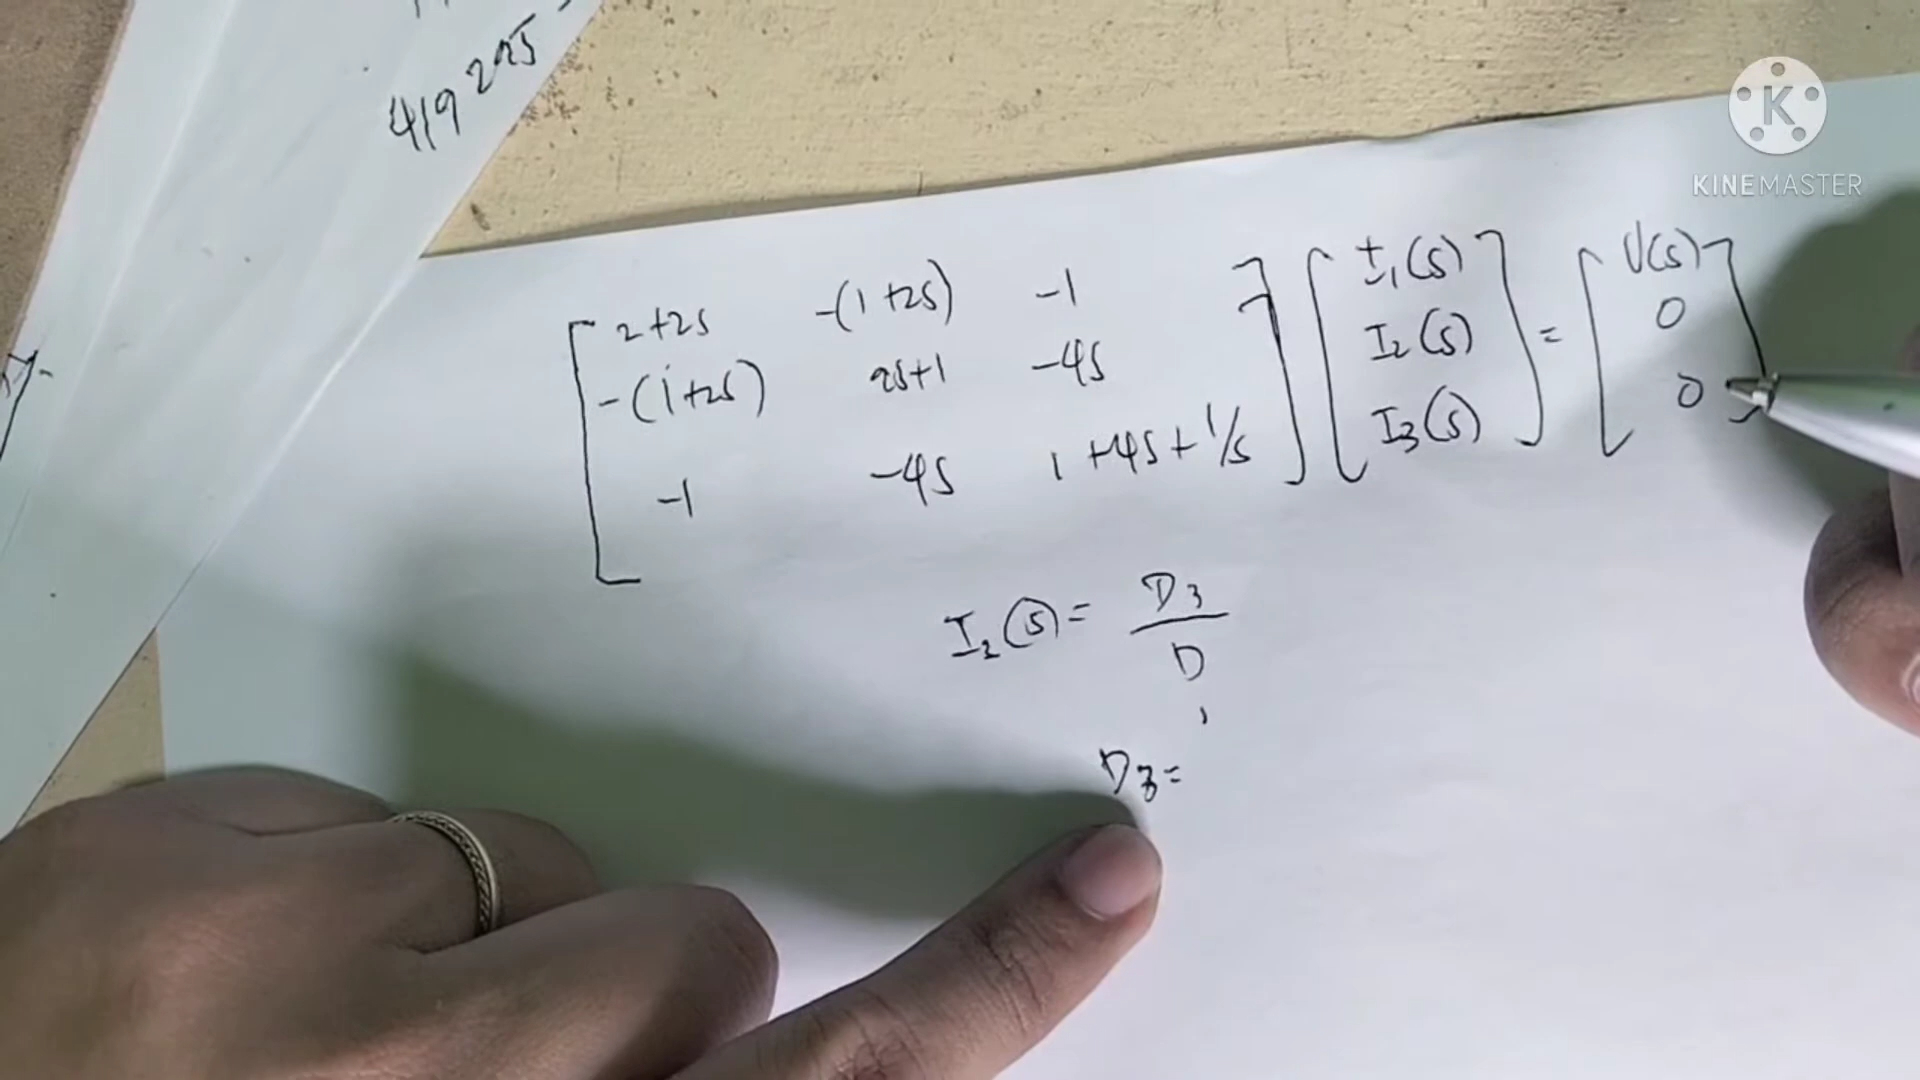 419 225
KINEMASTER
[ 2+2s -(1+2s) -1 ] [ I₁(s) ] = [ V(s) ]
[ -(1+2s) 2s+1 -4s ] [ I₂(s) ] [ 0 ]
[ -1 -4s 1+4s+1/s ] [ I₃(s) ] [ 0 ]
D₃
I₂(s) = ―
D
D₃ =